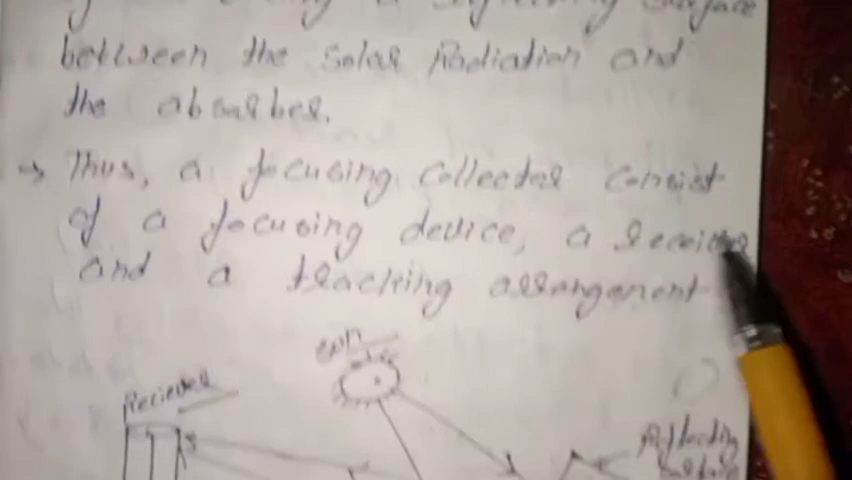 between the solar Radiation and
the absorber.
→ Thus, a focusing collector consist
of a focusing device, a receiver
and a tracking arrangement
sun
Reciever
Reflecting